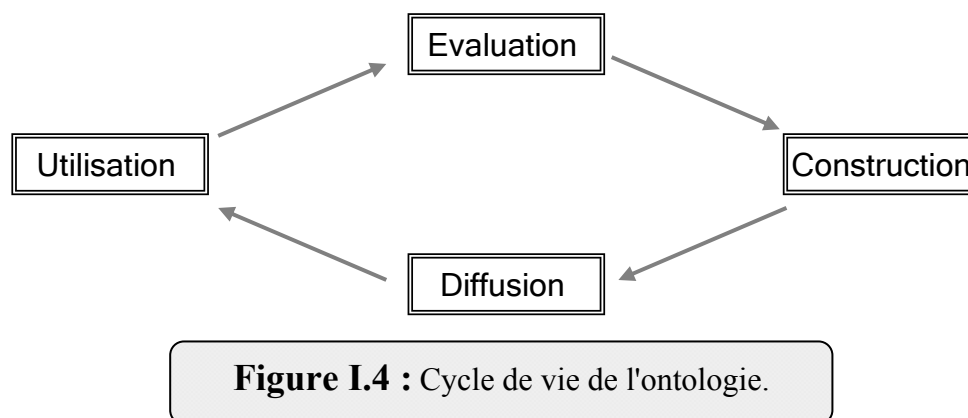 Evaluation
Utilisation
Construction
Diffusion
Figure I.4 : Cycle de vie de l'ontologie.